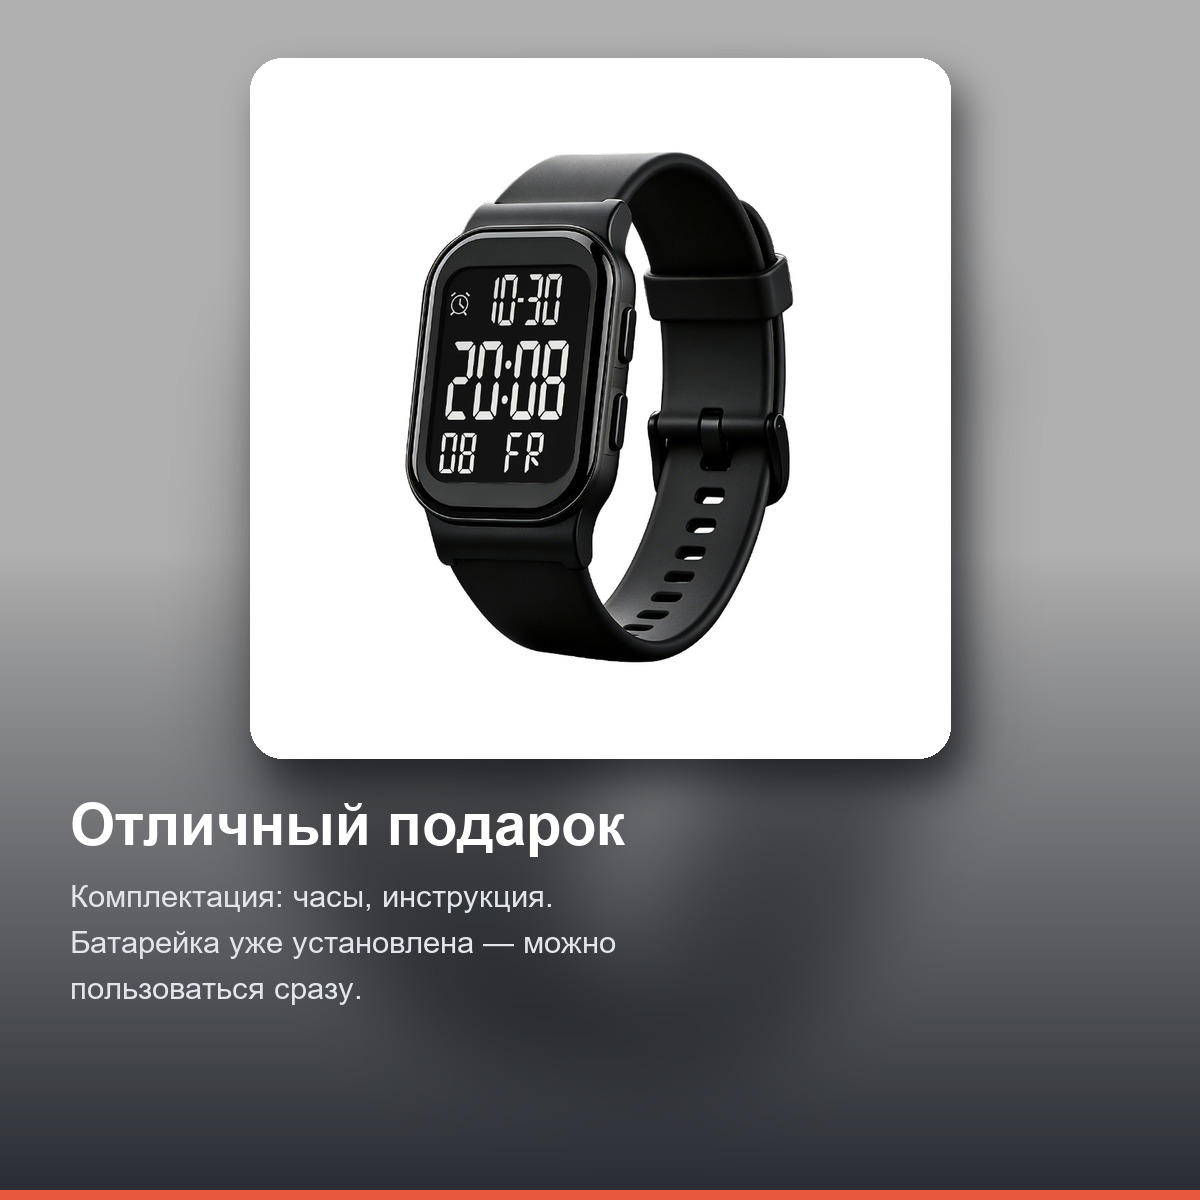 10-30
20:08
08 FR
Отличный подарок
Комплектация: часы, инструкция.
Батарейка уже установлена — можно
пользоваться сразу.